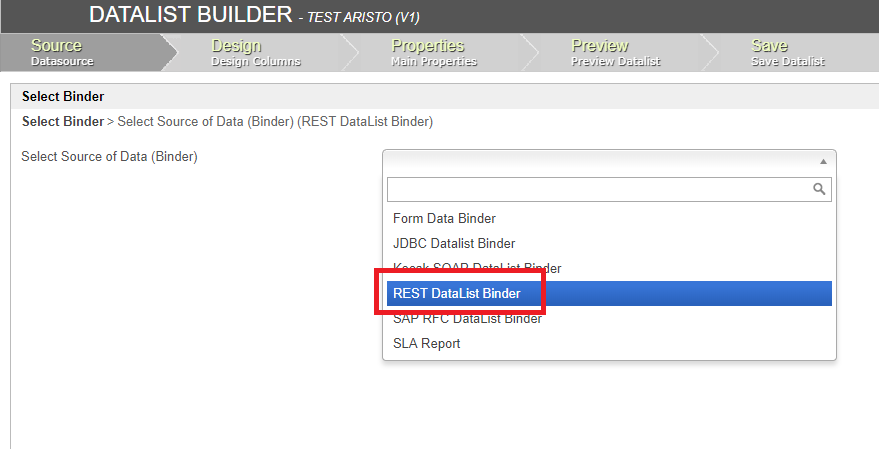 DATALIST BUILDER - TEST ARISTO (V1)
Source Design Properties Preview Save
Datasource Design Columns Main Properties Preview Datalist Save Datalist
Select Binder
Select Binder > Select Source of Data (Binder) (REST DataList Binder)
Select Source of Data (Binder)
Form Data Binder
JDBC Datalist Binder
Kecak SOAP DataList Binder
REST DataList Binder
SAP RFC DataList Binder
SLA Report